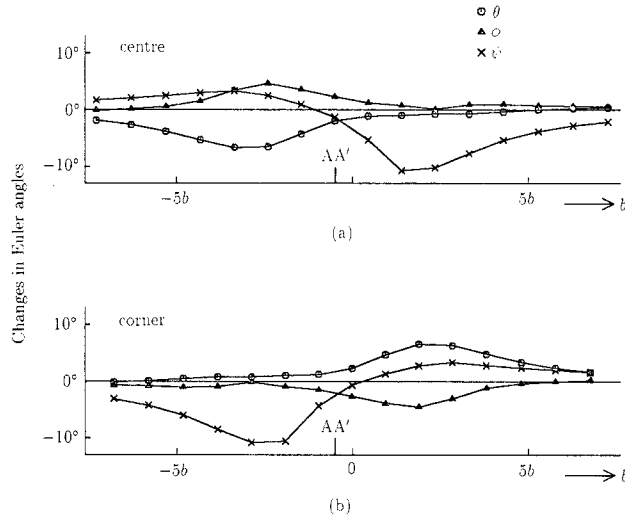 θ
ϕ
ψ
centre
10°
0°
−10°
AA′
−5b
0
5b
b
(a)
Changes in Euler angles
corner
10°
0°
−10°
AA′
−5b
0
5b
b
(b)